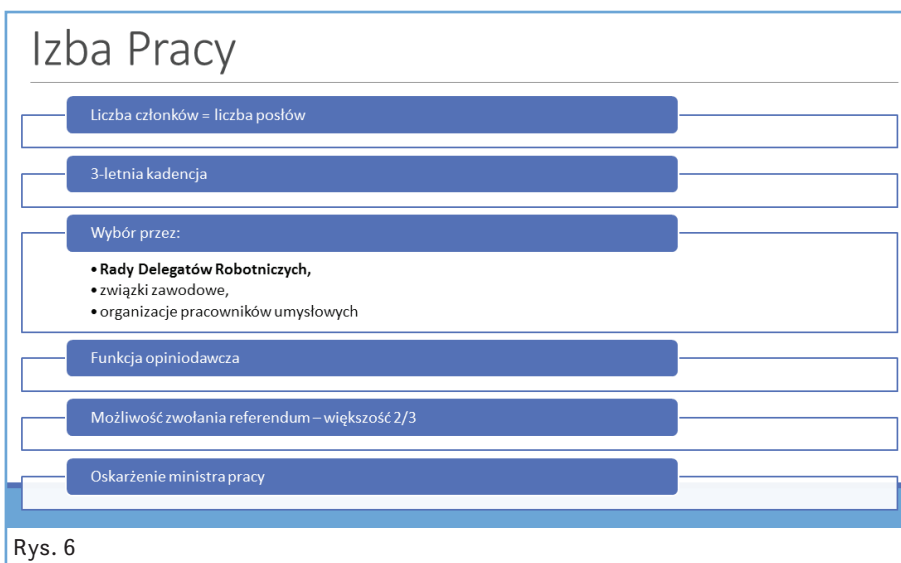 Izba Pracy
Liczba członków = liczba posłów
3-letnia kadencja
Wybór przez:
• Rady Delegatów Robotniczych,
• związki zawodowe,
• organizacje pracowników umysłowych
Funkcja opiniodawcza
Możliwość zwołania referendum – większość 2/3
Oskarżenie ministra pracy
Rys. 6